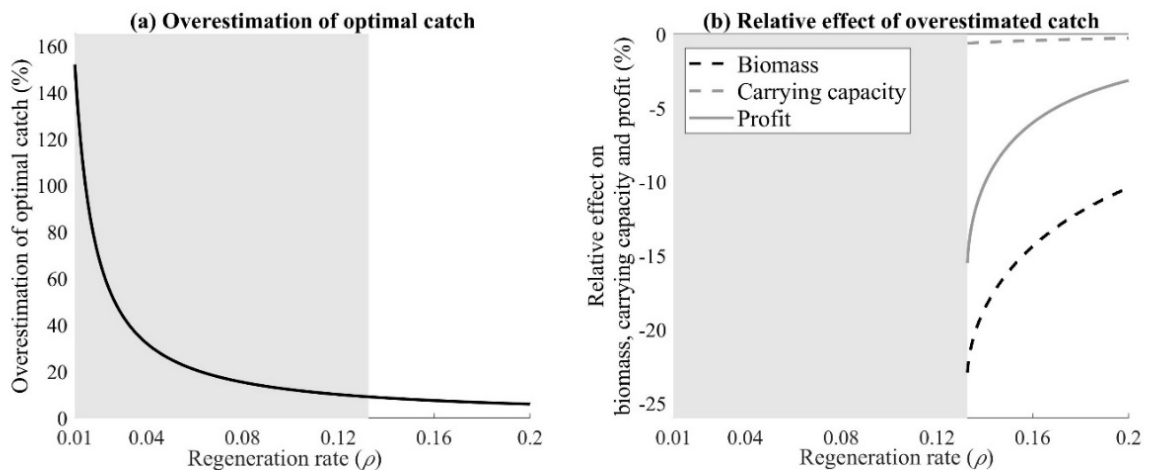 (a) Overestimation of optimal catch
Overestimation of optimal catch (%)
160
140
120
100
80
60
40
20
0
0.01
0.04
0.08
0.12
0.16
0.2
Regeneration rate (ρ)
(b) Relative effect of overestimated catch
Relative effect on
biomass, carrying capacity and profit (%)
0
-5
-10
-15
-20
-25
Biomass
Carrying capacity
Profit
0.01
0.04
0.08
0.12
0.16
0.2
Regeneration rate (ρ)